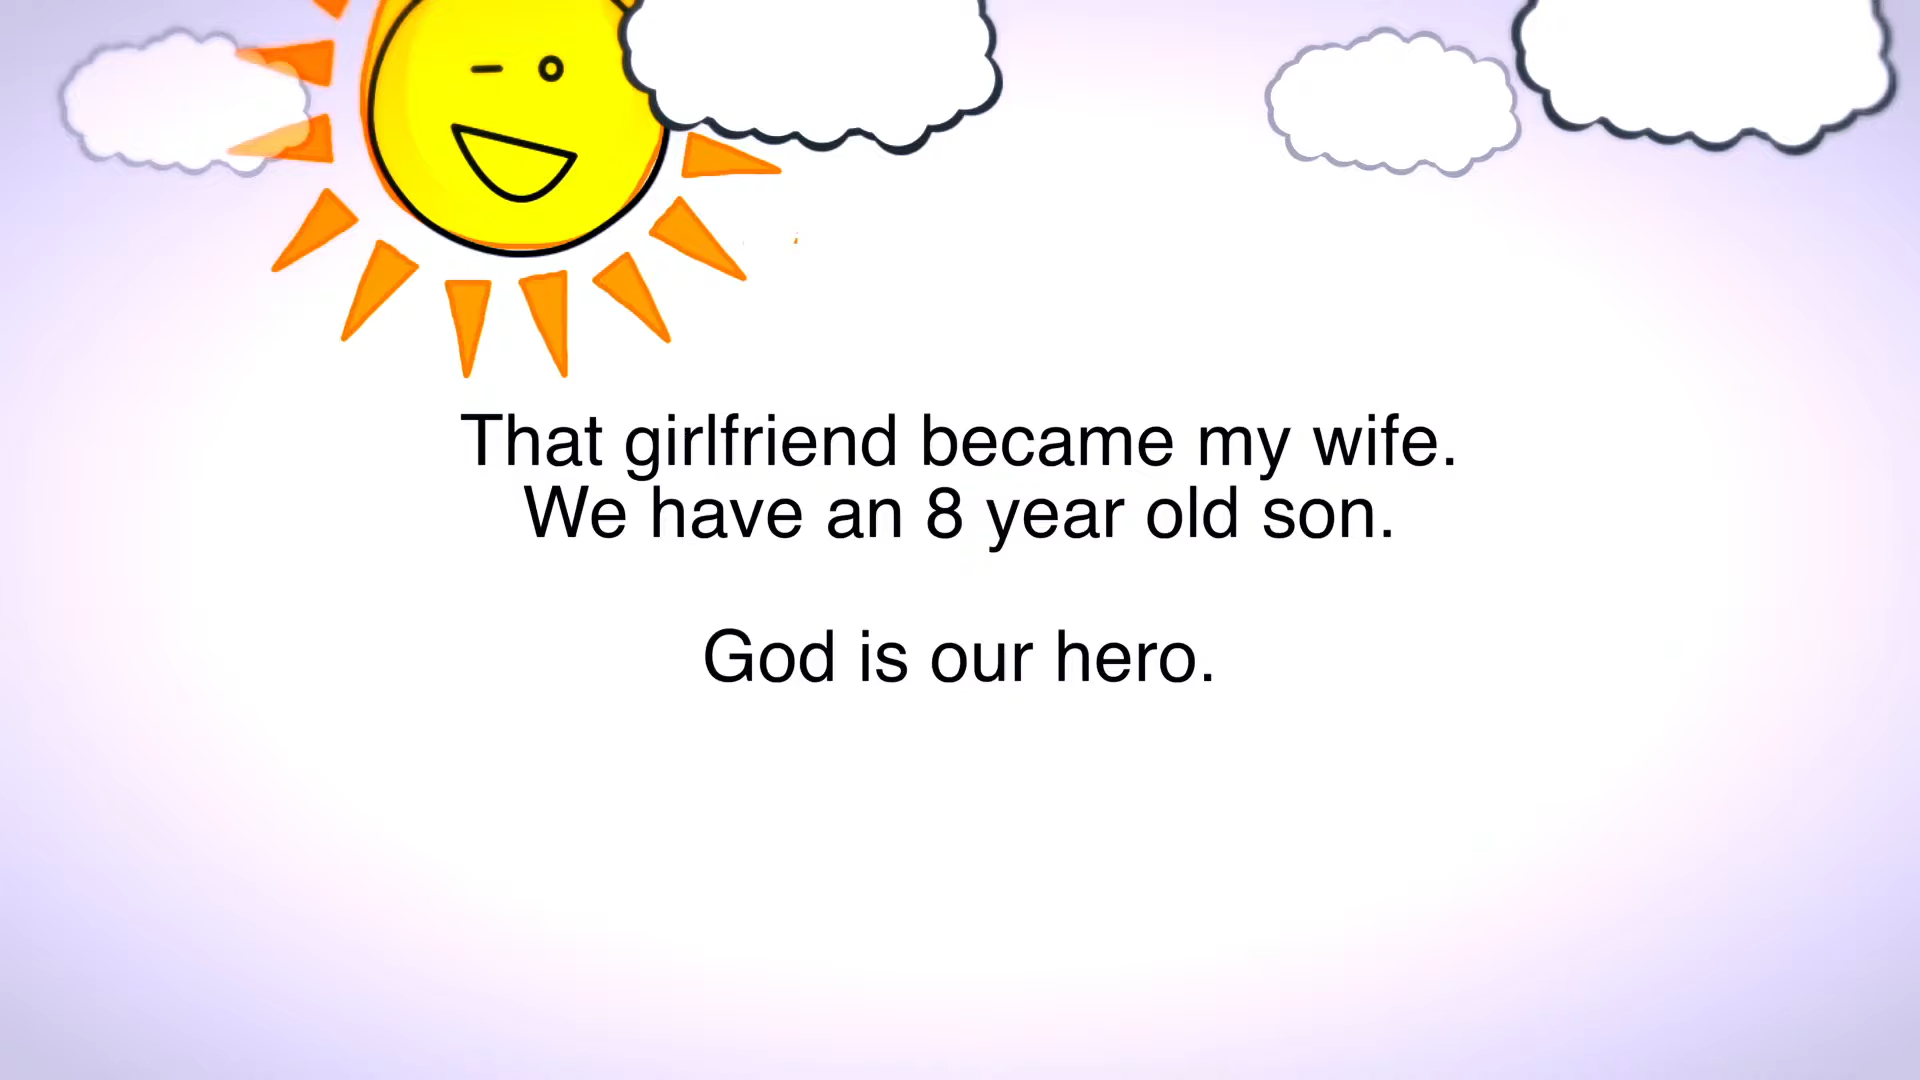 That girlfriend became my wife.
We have an 8 year old son.
God is our hero.